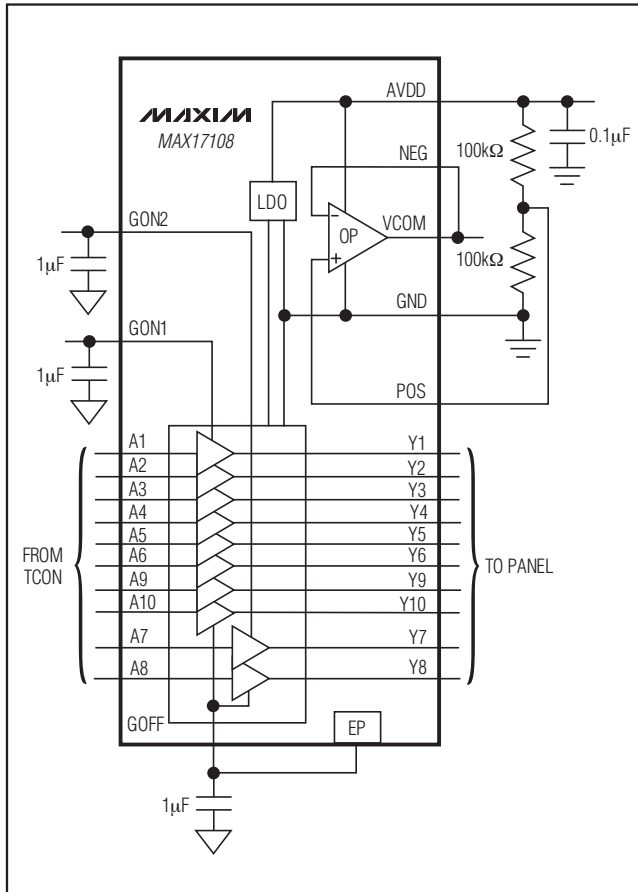 MAXIM
MAX17108
AVDD
NEG
100kΩ
0.1µF
LDO
GON2
OP
VCOM
1µF
100kΩ
GND
GON1
1µF
POS
A1
Y1
A2
Y2
A3
Y3
A4
Y4
A5
Y5
FROM
TCON
A6
Y6
TO PANEL
A9
Y9
A10
Y10
A7
Y7
A8
Y8
GOFF
EP
1µF